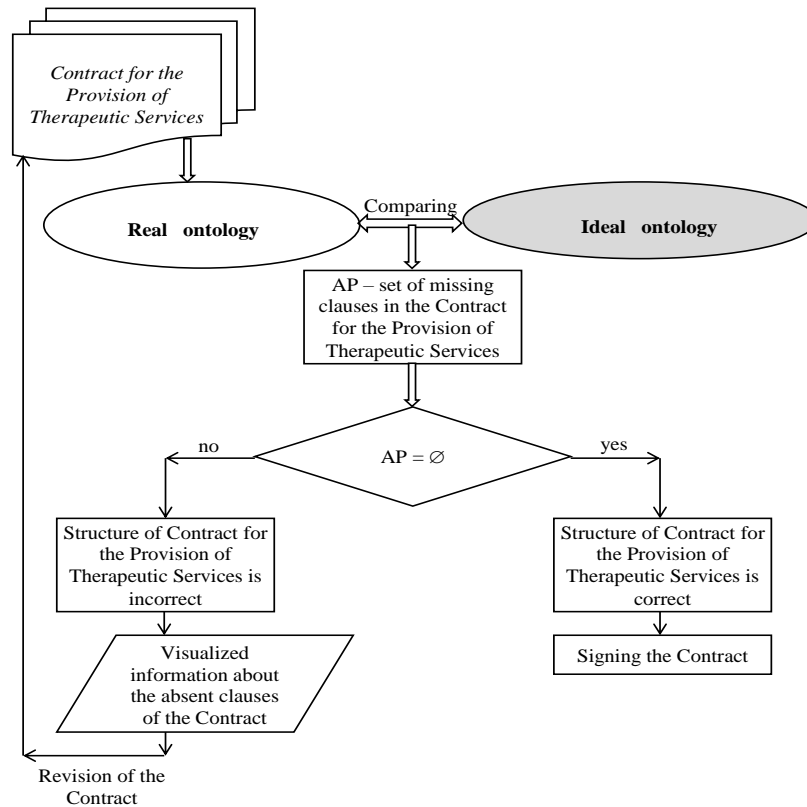 Contract for the
Provision of
Therapeutic Services
Comparing
Real ontology
Ideal ontology
AP – set of missing
clauses in the Contract
for the Provision of
Therapeutic Services
no
AP = ∅
yes
Structure of Contract for
the Provision of
Therapeutic Services is
incorrect
Structure of Contract for
the Provision of
Therapeutic Services is
correct
Visualized
information about
the absent clauses
of the Contract
Signing the Contract
Revision of the
Contract